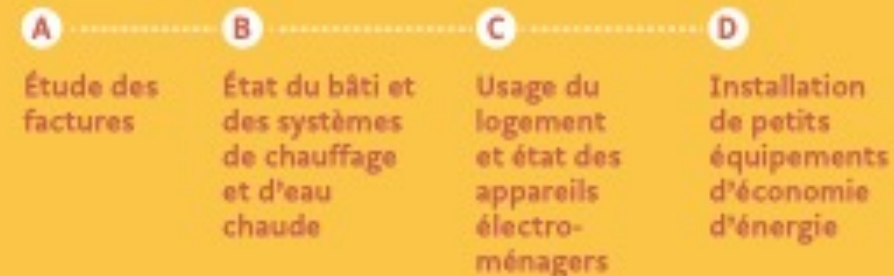 A
Étude des
factures
B
État du bâti et
des systèmes
de chauffage
et d'eau
chaude
C
Usage du
logement
et état des
appareils
électro-
ménagers
D
Installation
de petits
équipements
d'économie
d'énergie